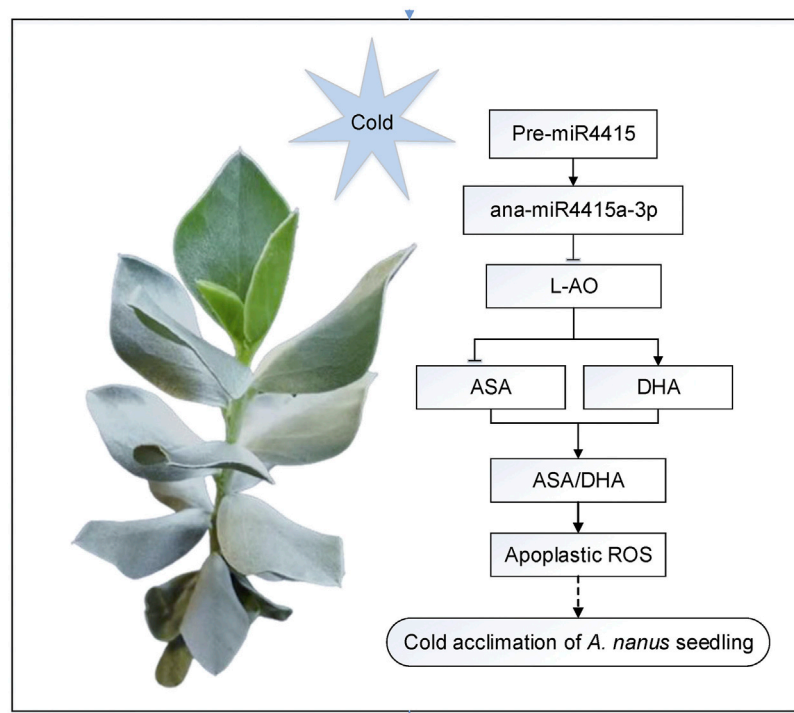 Cold
Pre-miR4415
ana-miR4415a-3p
L-AO
ASA
DHA
ASA/DHA
Apoplastic ROS
Cold acclimation of A. nanus seedling